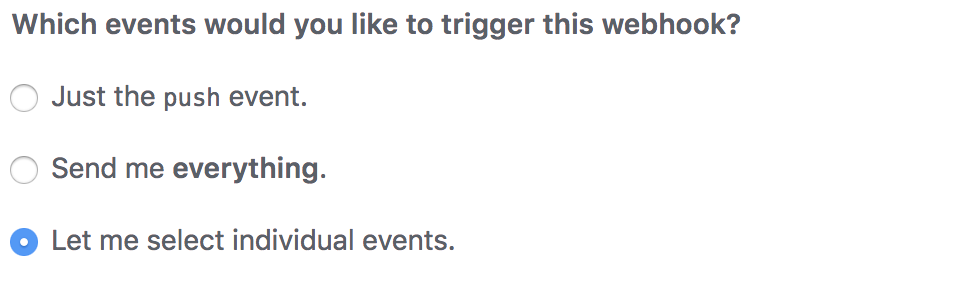 Which events would you like to trigger this webhook?
Just the push event.
Send me everything.
Let me select individual events.